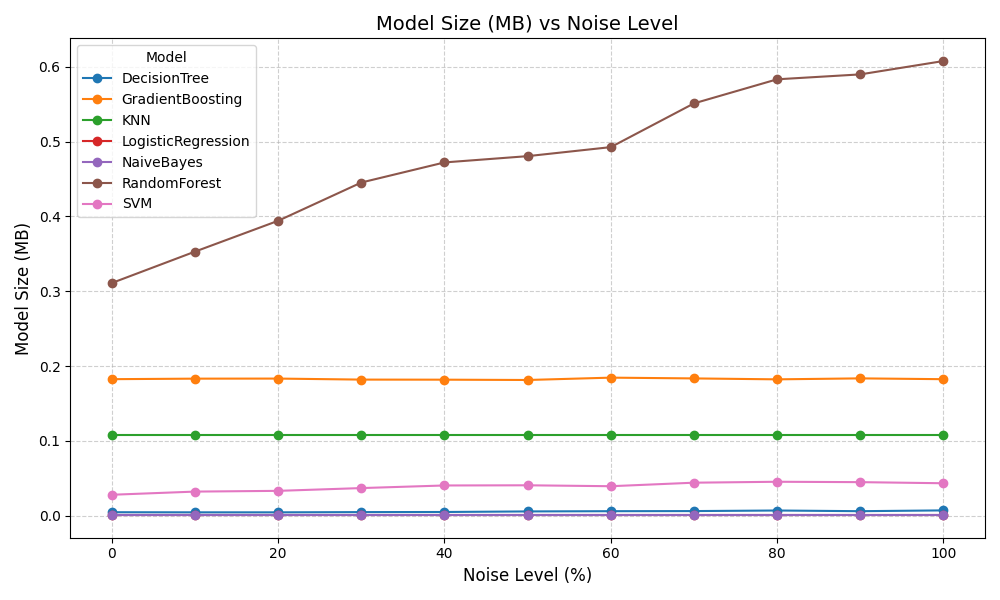 Model Size (MB) vs Noise Level
Model
DecisionTree
GradientBoosting
KNN
LogisticRegression
NaiveBayes
RandomForest
SVM
Model Size (MB)
0.6
0.5
0.4
0.3
0.2
0.1
0.0
0 20 40 60 80 100
Noise Level (%)